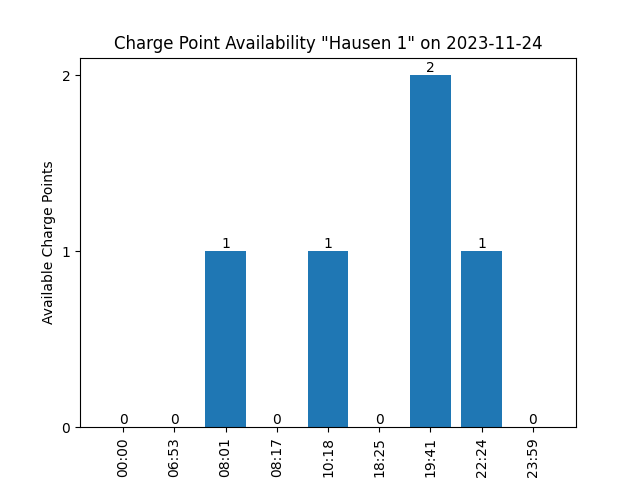 Charge Point Availability "Hausen 1" on 2023-11-24
2
1
0
Available Charge Points
0 0 1 0 1 0 2 1 0
00:00 06:53 08:01 08:17 10:18 18:25 19:41 22:24 23:59